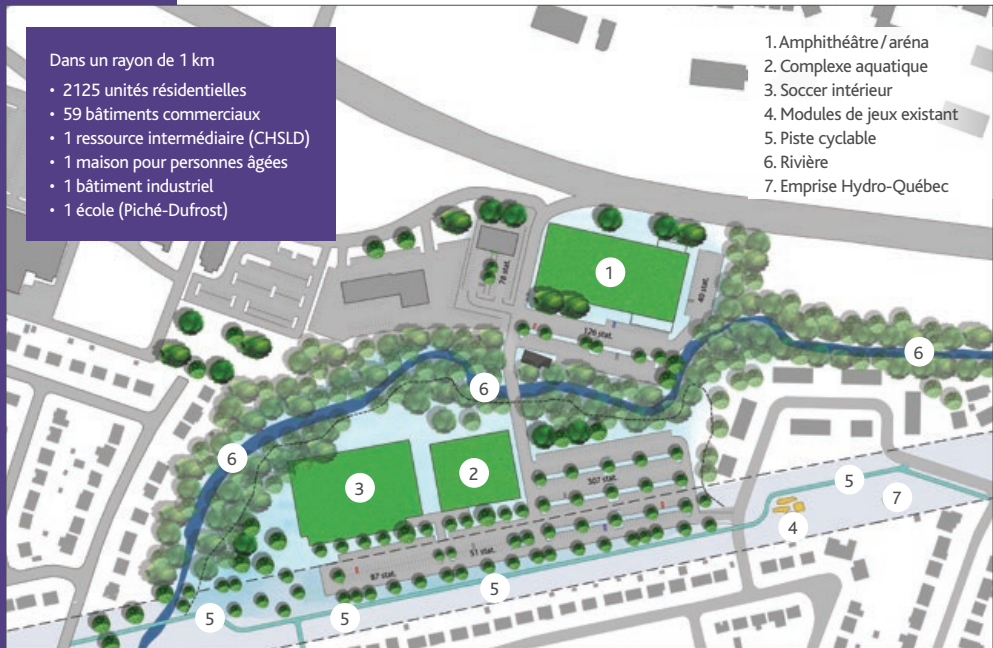 Dans un rayon de 1 km
• 2125 unités résidentielles
• 59 bâtiments commerciaux
• 1 ressource intermédiaire (CHSLD)
• 1 maison pour personnes âgées
• 1 bâtiment industriel
• 1 école (Piché-Dufrost)
1. Amphithéâtre/aréna
2. Complexe aquatique
3. Soccer intérieur
4. Modules de jeux existant
5. Piste cyclable
6. Rivière
7. Emprise Hydro-Québec
78 stat.
1
40 stat.
126 stat.
6
6
6
3
2
307 stat.
5
7
4
51 stat.
87 stat.
5
5
5